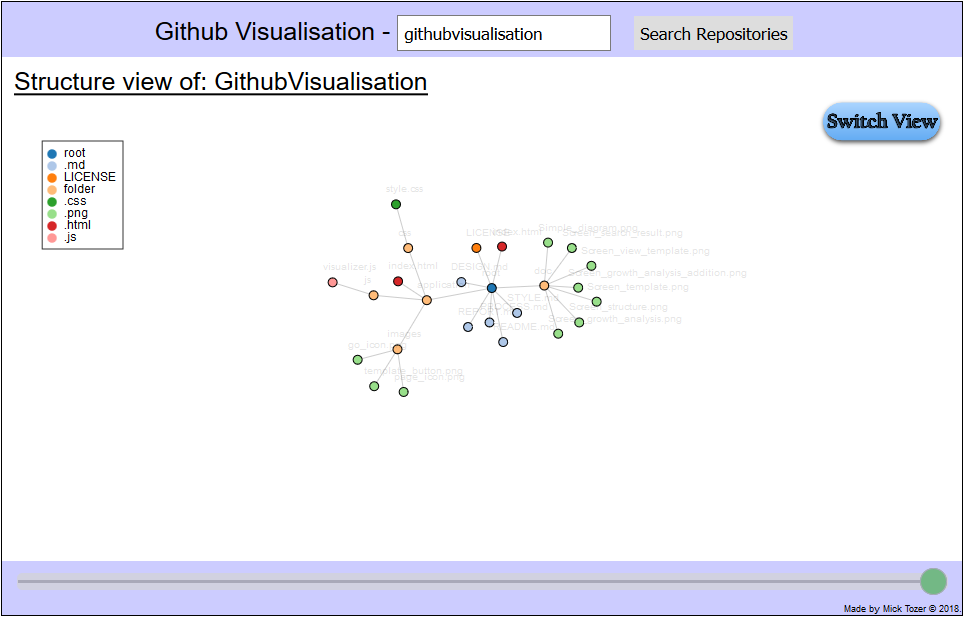 Github Visualisation -
githubvisualisation
Search Repositories
Structure view of: GithubVisualisation
Switch View
root
.md
LICENSE
folder
.css
.png
.html
.js
style.css
css
LICENSE
index.html
Simple_diagram.png
Screen_search_result.png
Screen_view_template.png
visualizer.js
js
index.html
DESIGN.md
root
docs
Screen_growth_analysis_addition.png
application
Screen_template.png
STYLE.md
PROCESS.md
Screen_structure.png
README.md
Screen_growth_analysis.png
images
go_icon.png
template_button.png
page_icon.png
Made by Mick Tozer © 2018.